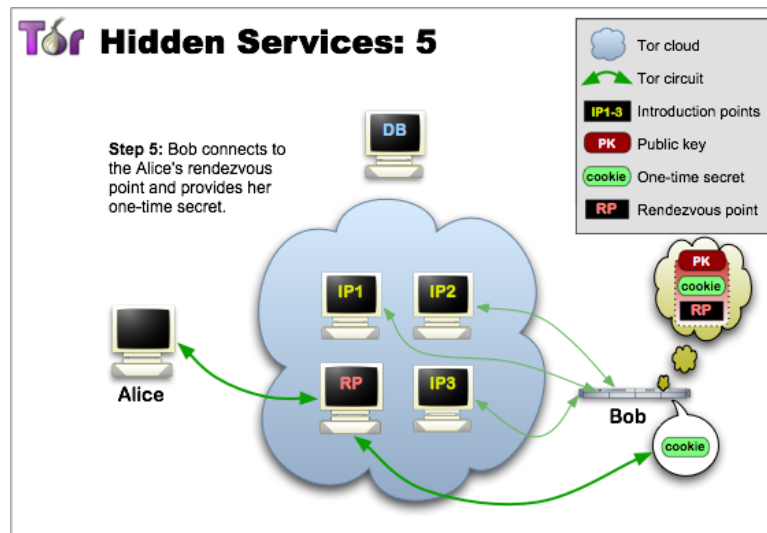 Tor Hidden Services: 5
Tor cloud
Tor circuit
IP1-3 Introduction points
PK Public key
cookie One-time secret
RP Rendezvous point
DB
Step 5: Bob connects to
the Alice's rendezvous
point and provides her
one-time secret.
PK
cookie
RP
IP1 IP2
Alice
RP IP3
Bob
cookie